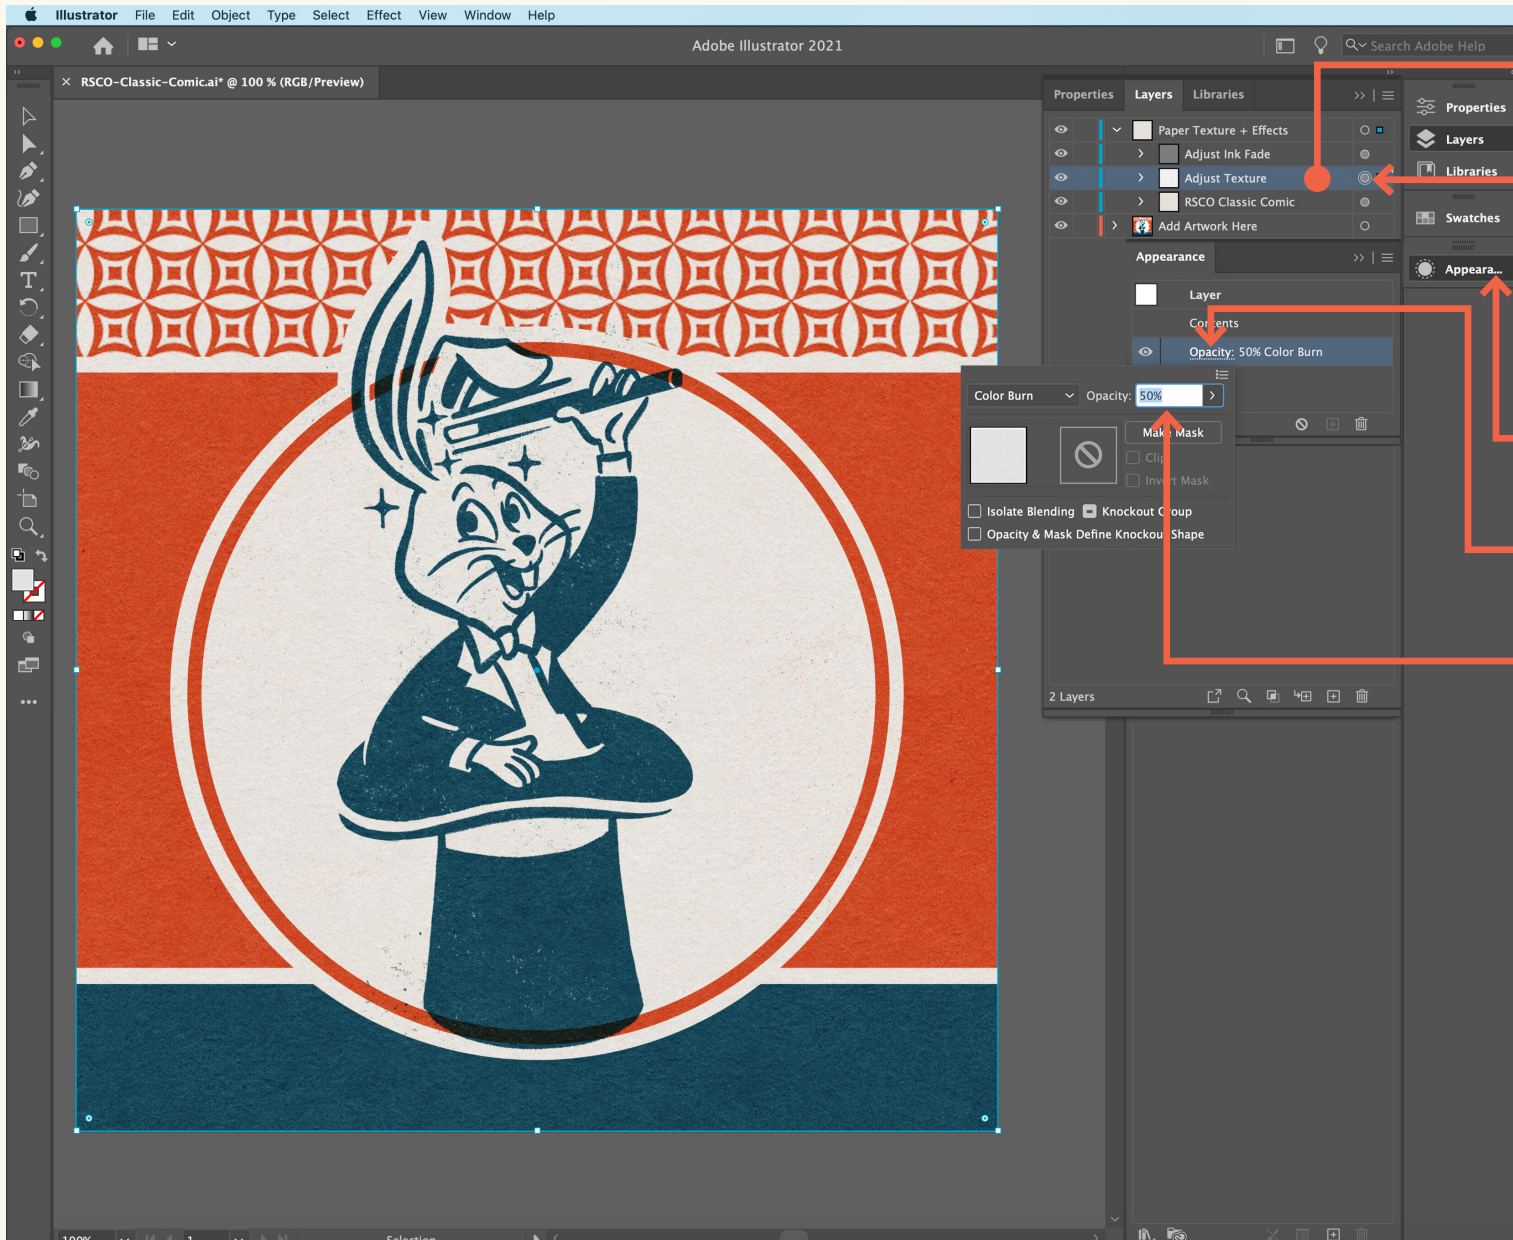 Illustrator File Edit Object Type Select Effect View Window Help
Adobe Illustrator 2021
Search Adobe Help
× RSCO-Classic-Comic.ai* @ 100 % (RGB/Preview)
Properties Layers Libraries
Paper Texture + Effects
Adjust Ink Fade
Adjust Texture
RSCO Classic Comic
Add Artwork Here
Appearance
Layer
Contents
Opacity: 50% Color Burn
Color Burn Opacity: 50%
Make Mask
Clip
Invert Mask
Isolate Blending Knockout Group
Opacity & Mask Define Knockout Shape
2 Layers
Properties
Layers
Libraries
Swatches
Appeara...
100% 1 Selection